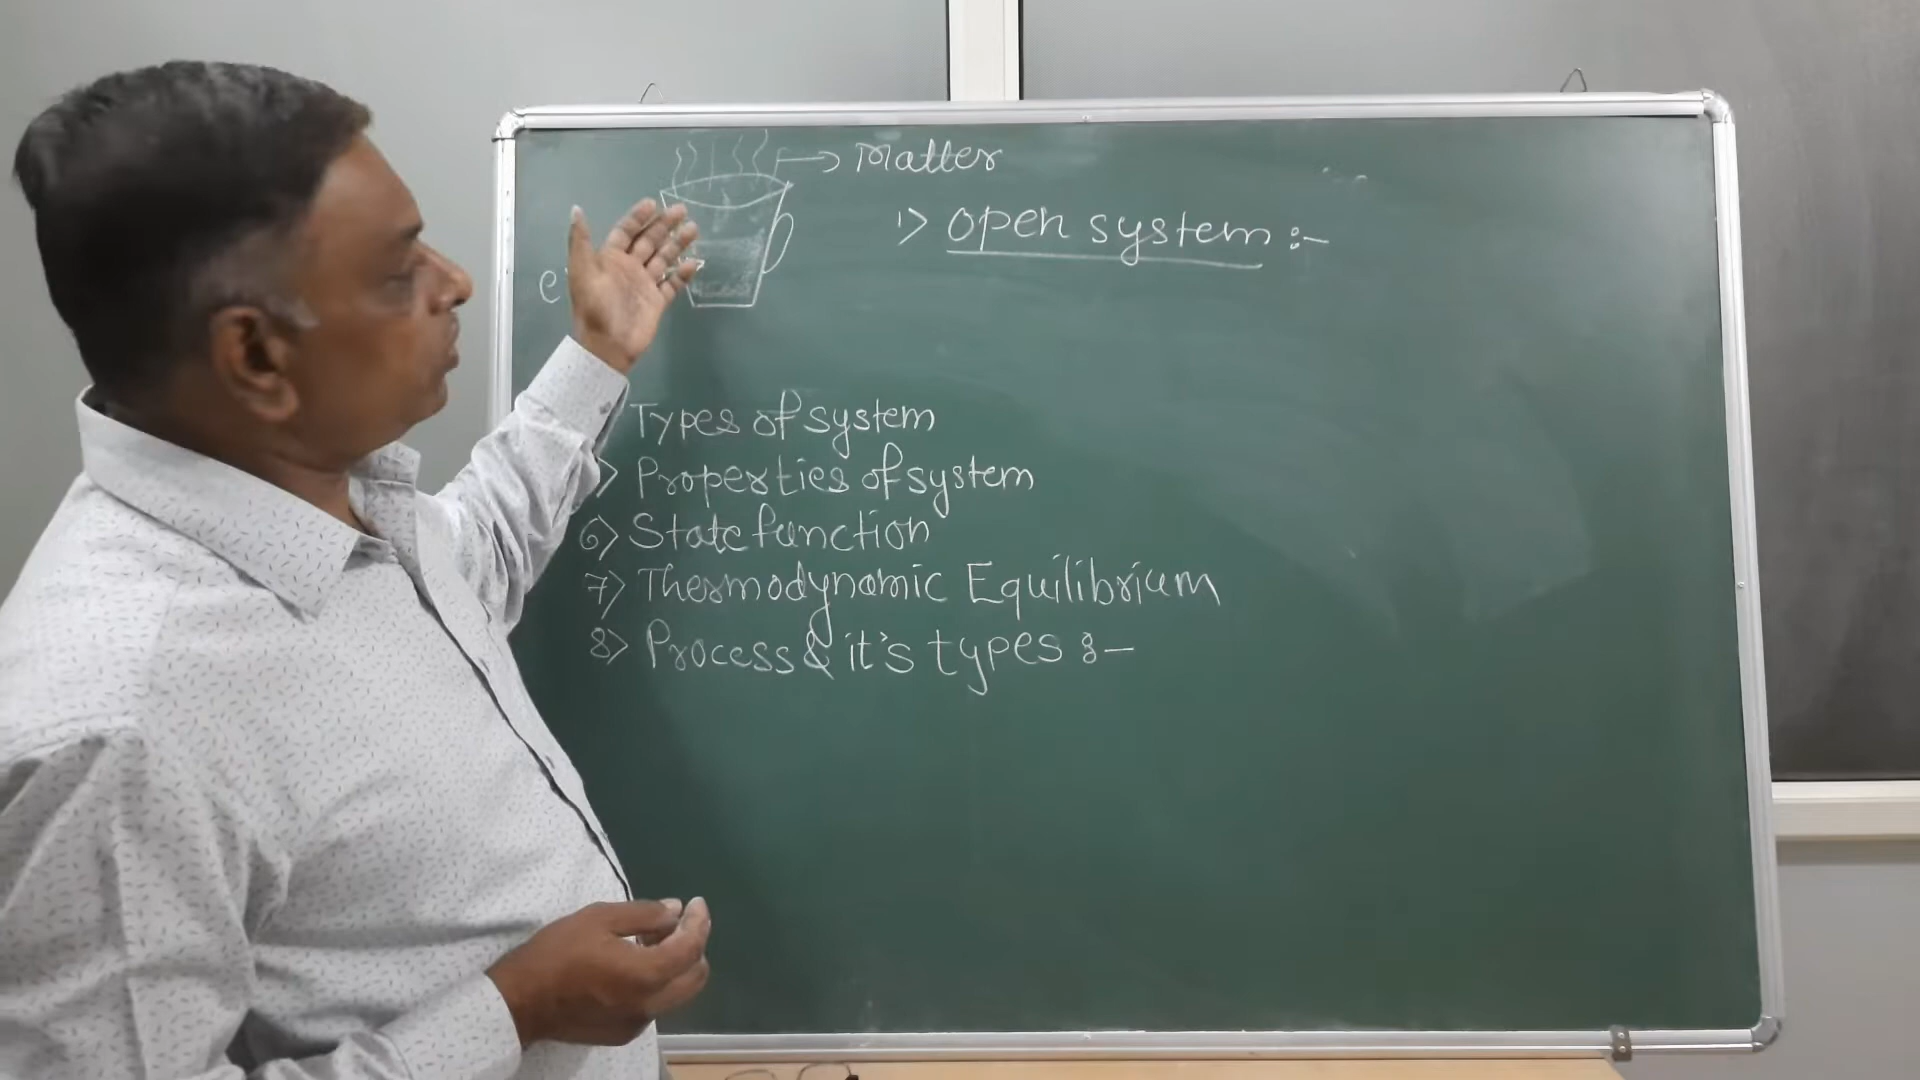 Matter
1> open system :-
e
Types of system
> Properties of system
6> State function
7> Thermodynamic Equilibrium
8> Process & it's types :-